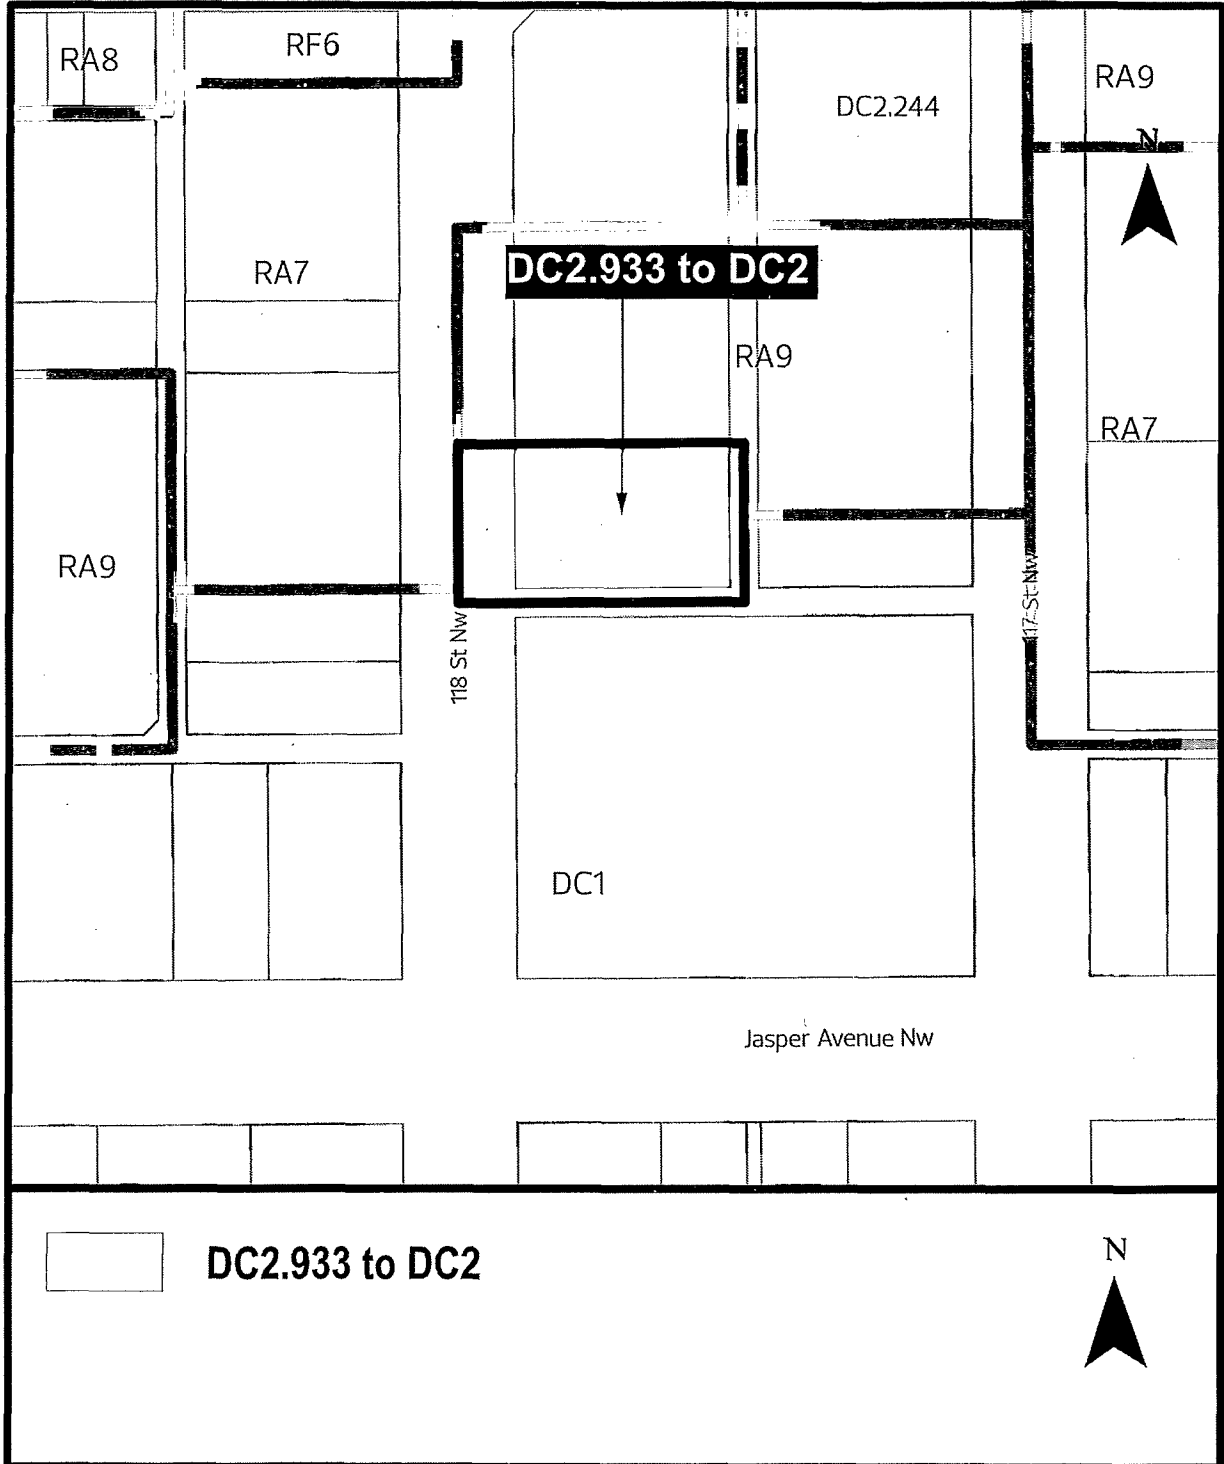 RA8
RF6
RA9
DC2.244
N
DC2.933 to DC2
RA7
RA9
RA7
RA9
117 St Nw
118 St Nw
DC1
Jasper Avenue Nw
DC2.933 to DC2
N